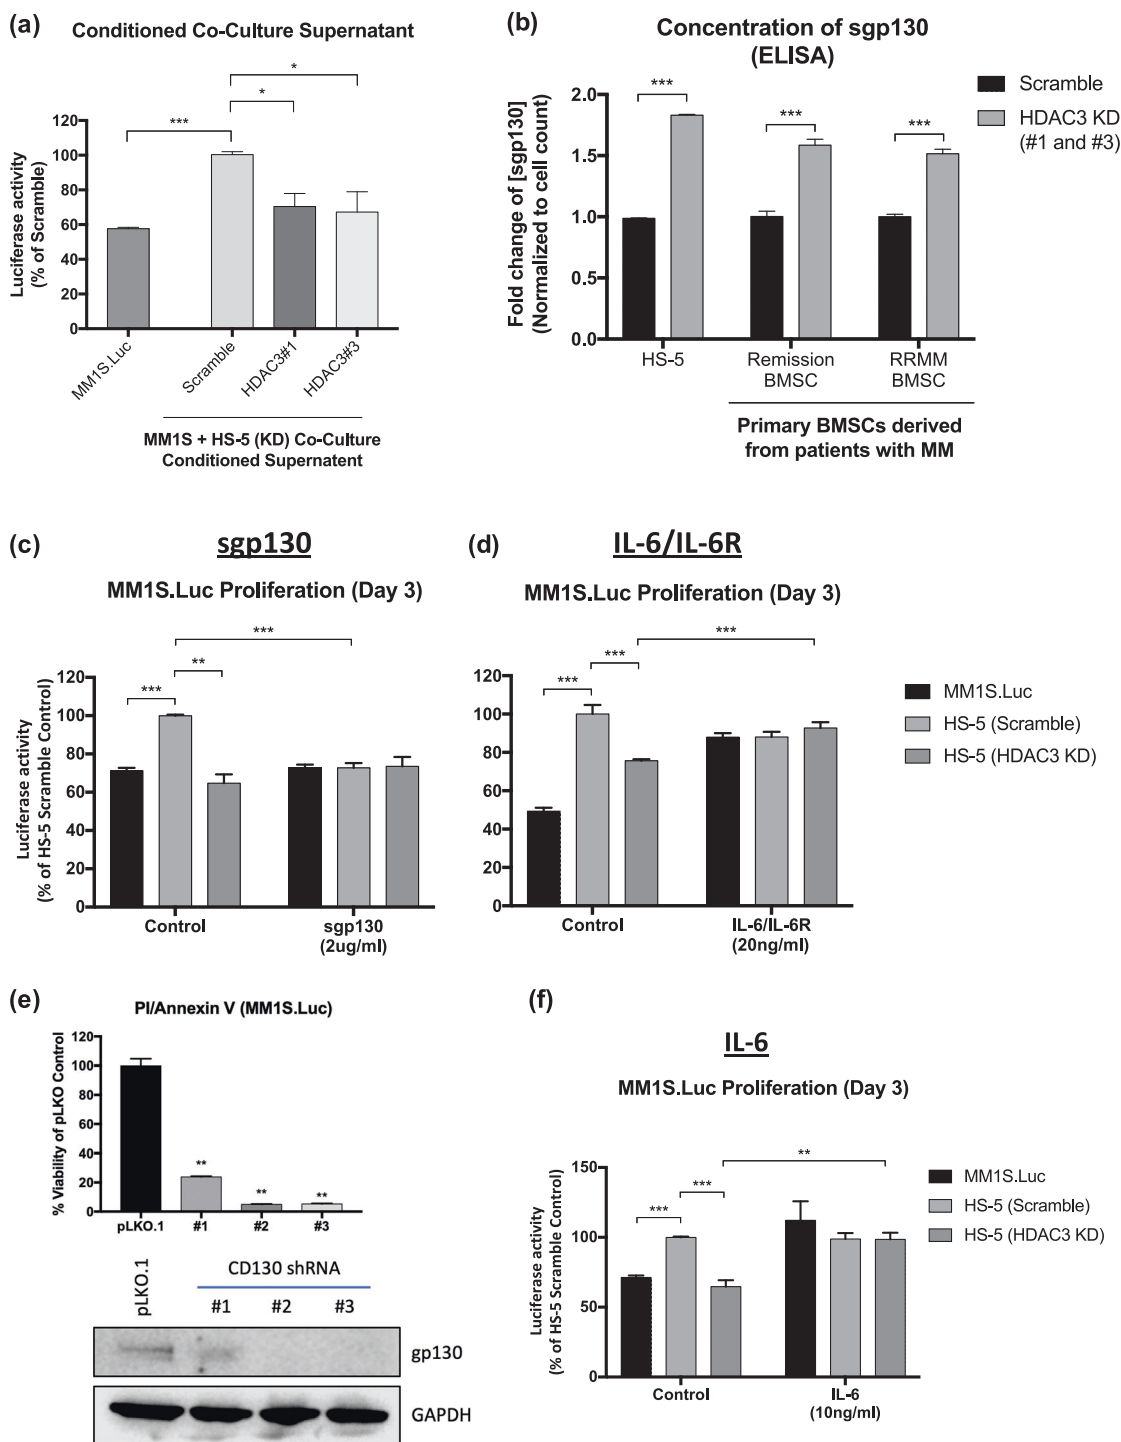 (a)
Conditioned Co-Culture Supernatant
*
*
***
120
100
80
60
40
20
0
Luciferase activity
(% of Scramble)
MM1S.Luc
Scramble
HDAC3#1
HDAC3#3
MM1S + HS-5 (KD) Co-Culture
Conditioned Supernatent
(b)
Concentration of sgp130
(ELISA)
Scramble
HDAC3 KD
(#1 and #3)
***
***
***
2.0
1.5
1.0
0.5
0.0
Fold change of [sgp130]
(Normalized to cell count)
HS-5
Remission
BMSC
RRMM
BMSC
Primary BMSCs derived
from patients with MM
(c)
sgp130
MM1S.Luc Proliferation (Day 3)
***
**
***
120
100
80
60
40
20
0
Luciferase activity
(% of HS-5 Scramble Control)
Control
sgp130
(2ug/ml)
(d)
IL-6/IL-6R
MM1S.Luc Proliferation (Day 3)
***
***
***
120
100
80
60
40
20
0
Control
IL-6/IL-6R
(20ng/ml)
MM1S.Luc
HS-5 (Scramble)
HS-5 (HDAC3 KD)
(e)
PI/Annexin V (MM1S.Luc)
120
100
80
60
40
20
0
% Viability of pLKO Control
**
**
**
pLKO.1
#1
#2
#3
pLKO.1
CD130 shRNA
#1
#2
#3
gp130
GAPDH
(f)
IL-6
MM1S.Luc Proliferation (Day 3)
**
***
***
150
100
50
0
Luciferase activity
(% of HS-5 Scramble Control)
Control
IL-6
(10ng/ml)
MM1S.Luc
HS-5 (Scramble)
HS-5 (HDAC3 KD)